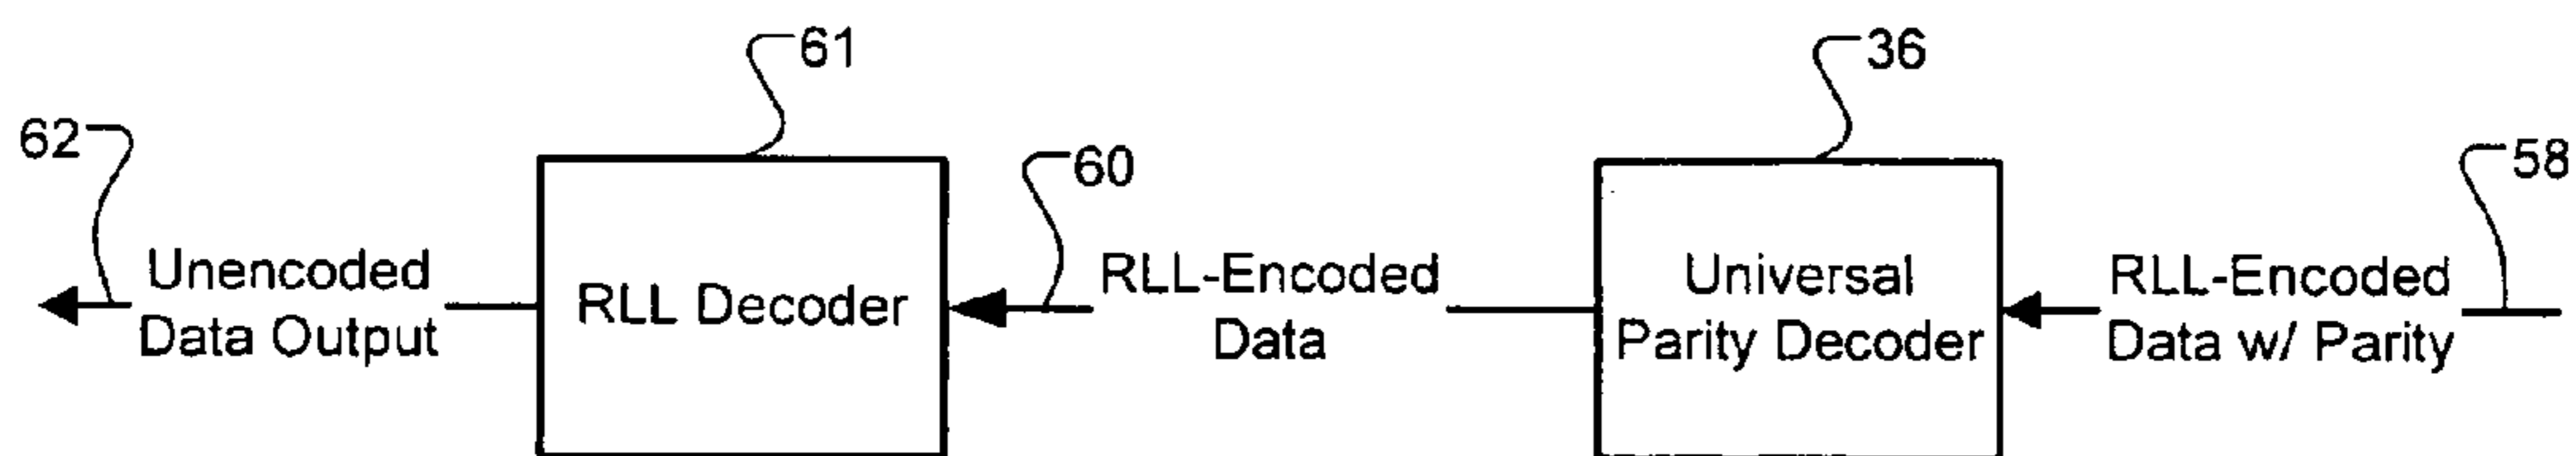 61
36
62
60
58
Unencoded
Data Output
RLL Decoder
RLL-Encoded
Data
Universal
Parity Decoder
RLL-Encoded
Data w/ Parity